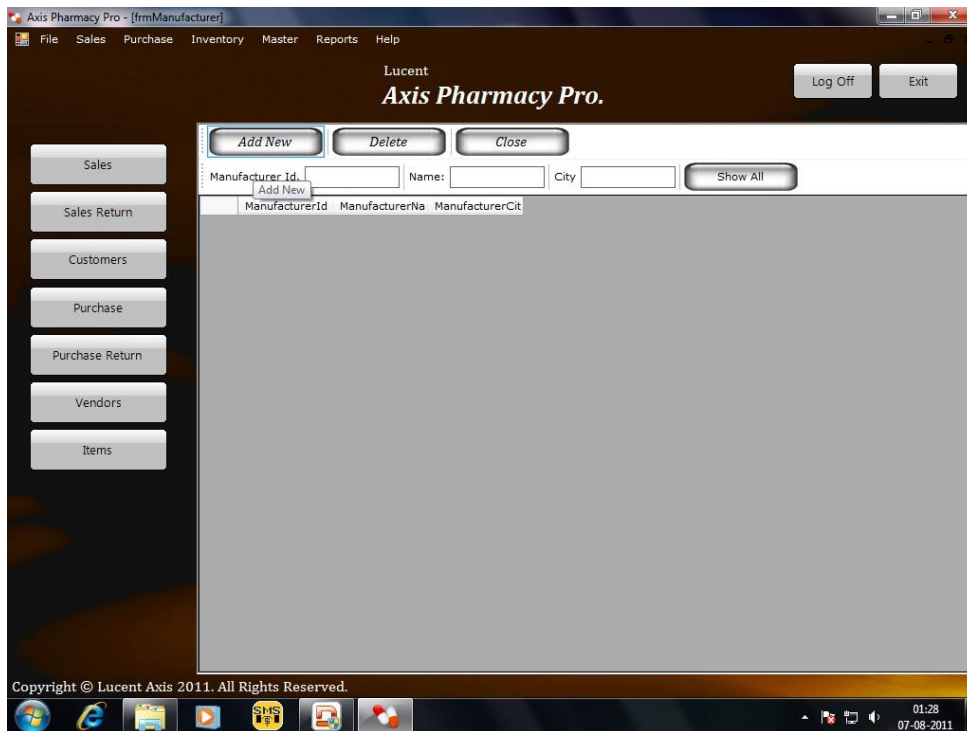 Axis Pharmacy Pro - [frmManufacturer]
File Sales Purchase Inventory Master Reports Help
Lucent
Axis Pharmacy Pro.
Log Off Exit
Add New Delete Close
Manufacturer Id. Name: City Show All
Add New
ManufacturerId ManufacturerNa ManufacturerCit
Sales
Sales Return
Customers
Purchase
Purchase Return
Vendors
Items
Copyright © Lucent Axis 2011. All Rights Reserved.
SMS
01:28
07-08-2011